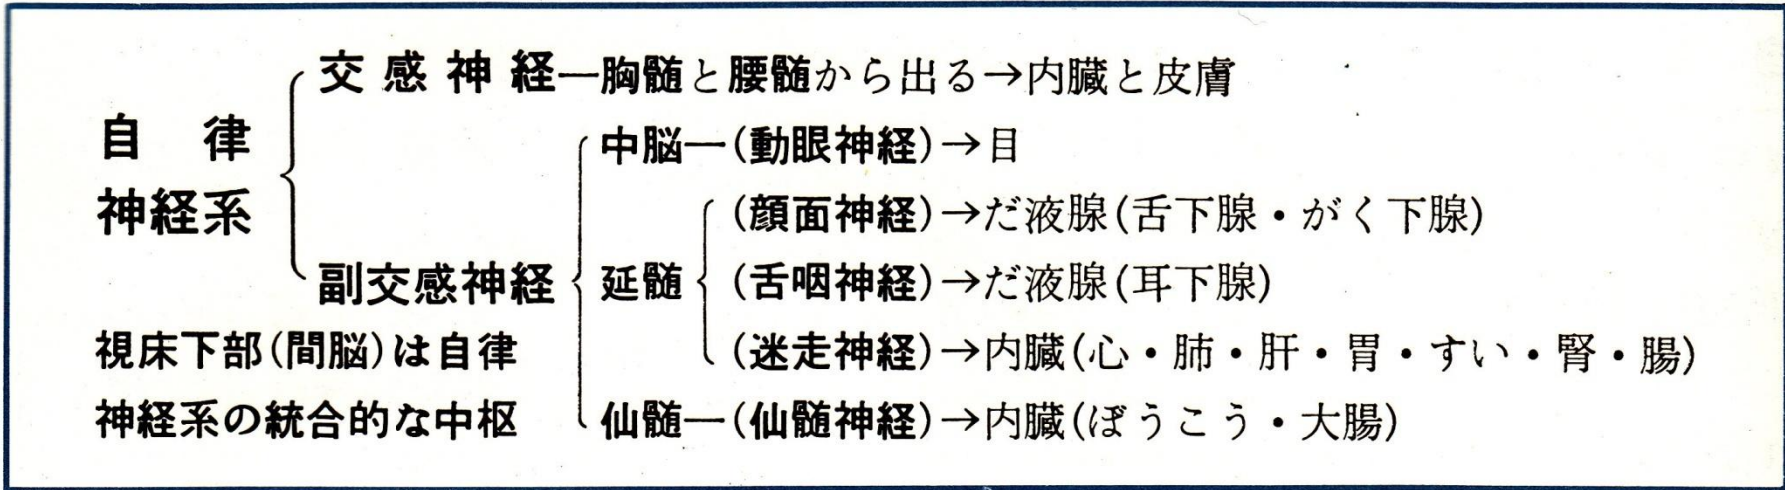 自律
神経系
交感神経—胸髄と腰髄から出る→内臓と皮膚
副交感神経
中脳—(動眼神経)→目
延髄
(顔面神経)→だ液腺(舌下腺・がく下腺)
(舌咽神経)→だ液腺(耳下腺)
(迷走神経)→内臓(心・肺・肝・胃・すい・腎・腸)
仙髄—(仙髄神経)→内臓(ぼうこう・大腸)
視床下部(間脳)は自律
神経系の統合的な中枢